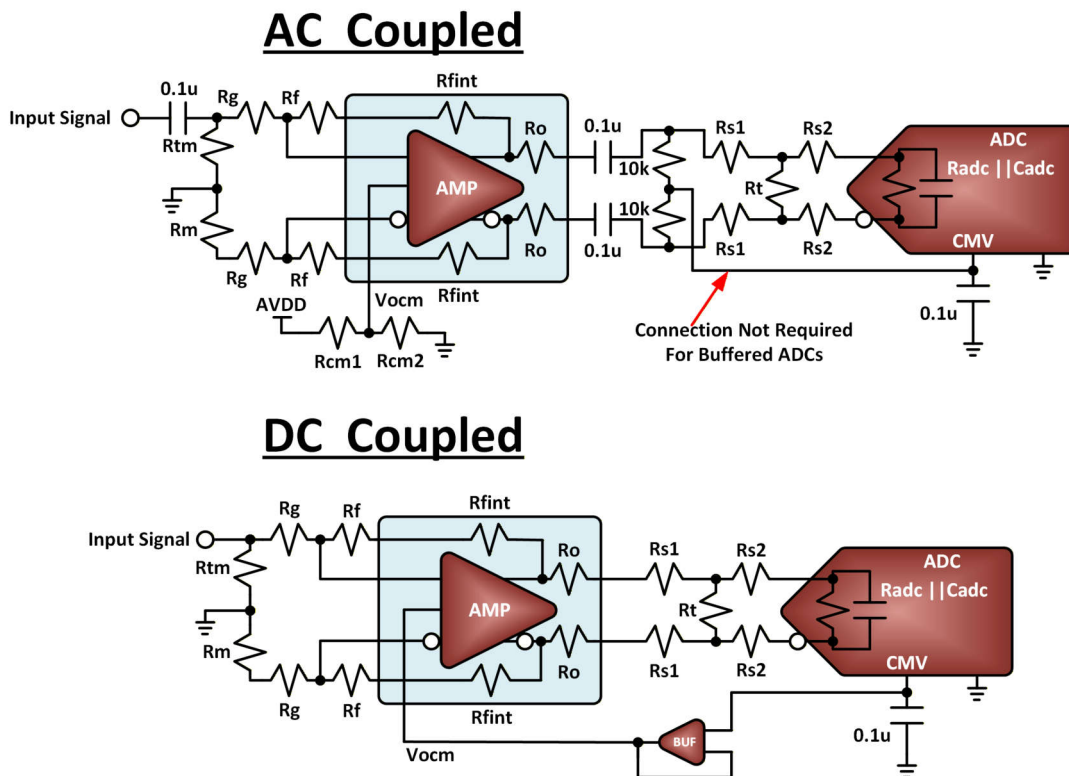 AC Coupled
Rfint
0.1u
Rg
Rf
Input Signal
Rtm
Ro
0.1u
Rs1
Rs2
ADC
Radc ||Cadc
10k
AMP
Rt
10k
Rm
Ro
0.1u
Rs1
Rs2
CMV
Rg
Rf
Rfint
AVDD
Vocm
0.1u
Connection Not Required
For Buffered ADCs
Rcm1
Rcm2
DC Coupled
Rfint
Rg
Rf
Input Signal
Rtm
Ro
Rs1
Rs2
ADC
Radc ||Cadc
AMP
Rt
Rm
Ro
Rs1
Rs2
CMV
Rg
Rf
Rfint
0.1u
BUF
Vocm